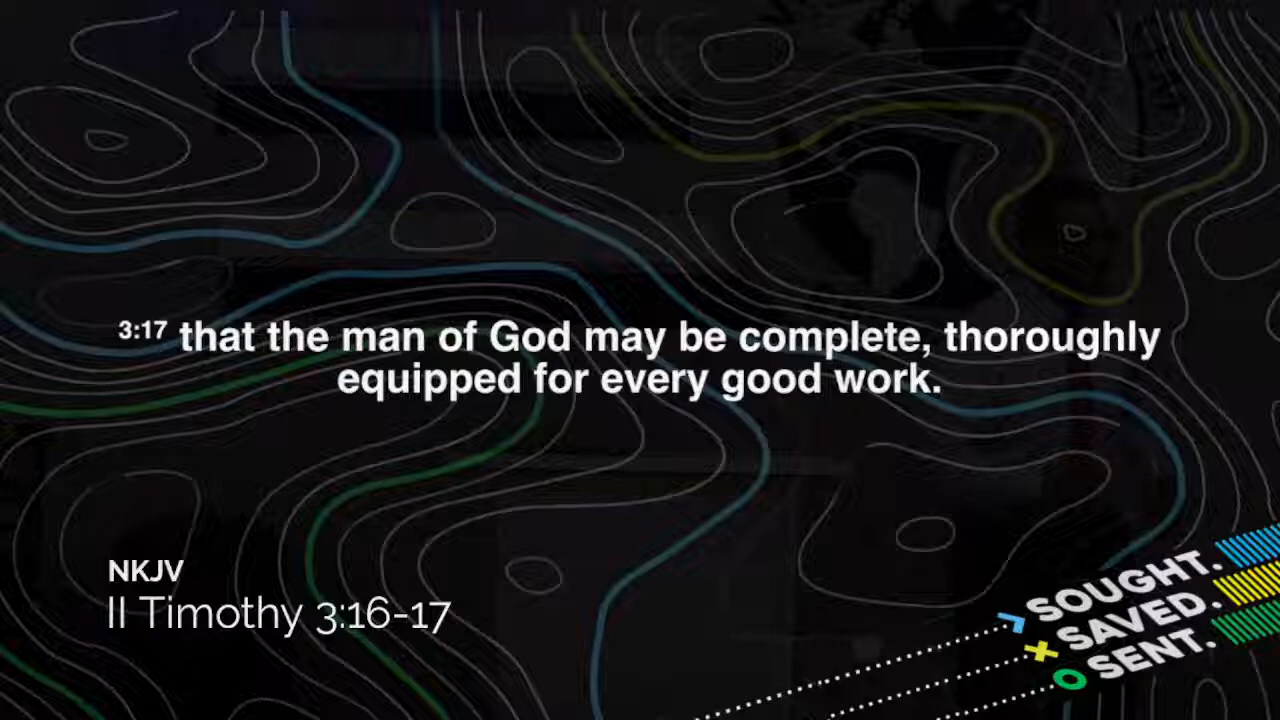 3:17 that the man of God may be complete, thoroughly
equipped for every good work.
NKJV
II Timothy 3:16-17
SOUGHT.
SAVED.
SENT.